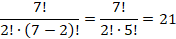 7!/(2! · (7 − 2)!) = 7!/(2! · 5!) = 21